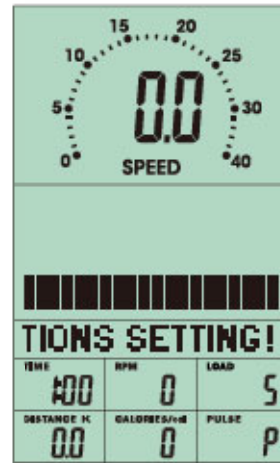 15 20
10 25
5 0.0 30
0 SPEED 40
TIONS SETTING!
TIME RPM LOAD
1:00 0 5
DISTANCE K CALORIES/cal PULSE
0.0 0 P